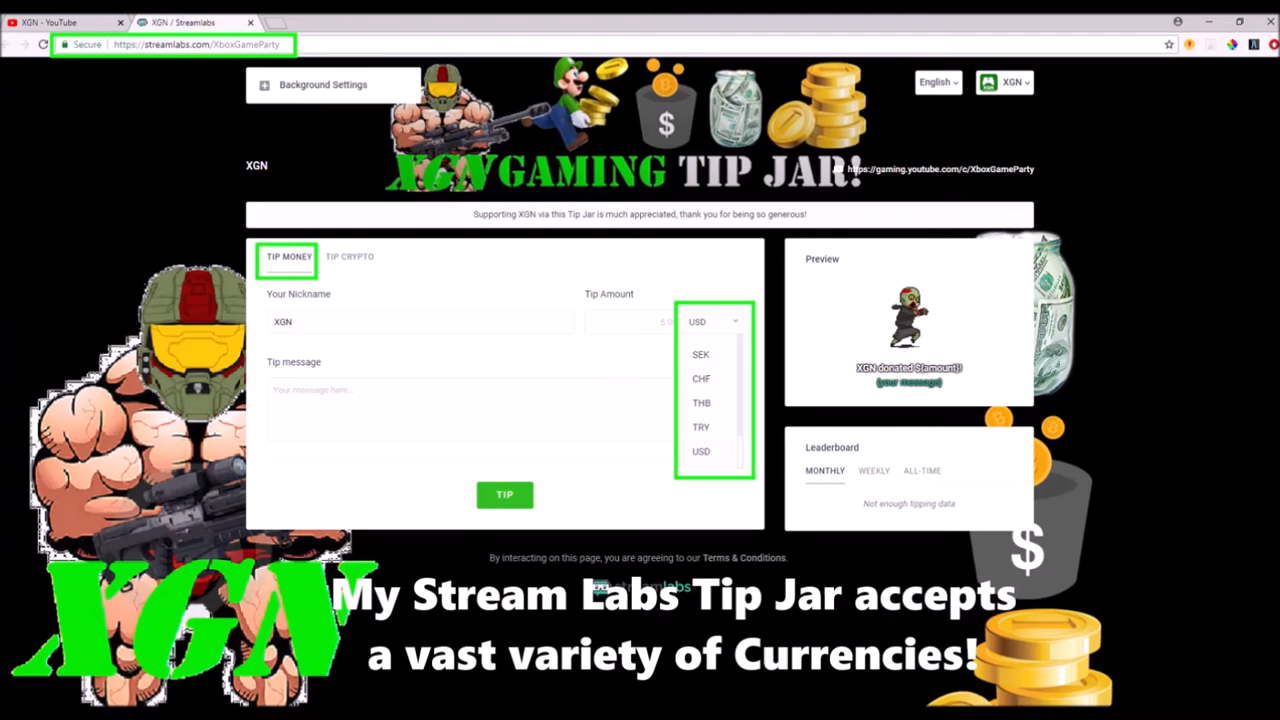 XGN - YouTube
XGN / Streamlabs
Secure
https://streamlabs.com/XboxGameParty
Background Settings
English
XGN
XGN GAMING TIP JAR!
XGN
https://gaming.youtube.com/c/XboxGameParty
Supporting XGN via this Tip Jar is much appreciated, thank you for being so generous!
TIP MONEY
TIP CRYPTO
Preview
Your Nickname
Tip Amount
XGN
5.0
USD
SEK
Tip message
Your message here...
CHF
THB
TRY
USD
XGN donated ${amount}!
{your message}
Leaderboard
MONTHLY
WEEKLY
ALL-TIME
Not enough tipping data
TIP
By interacting on this page, you are agreeing to our Terms & Conditions.
streamlabs
XGN
My Stream Labs Tip Jar accepts
a vast variety of Currencies!